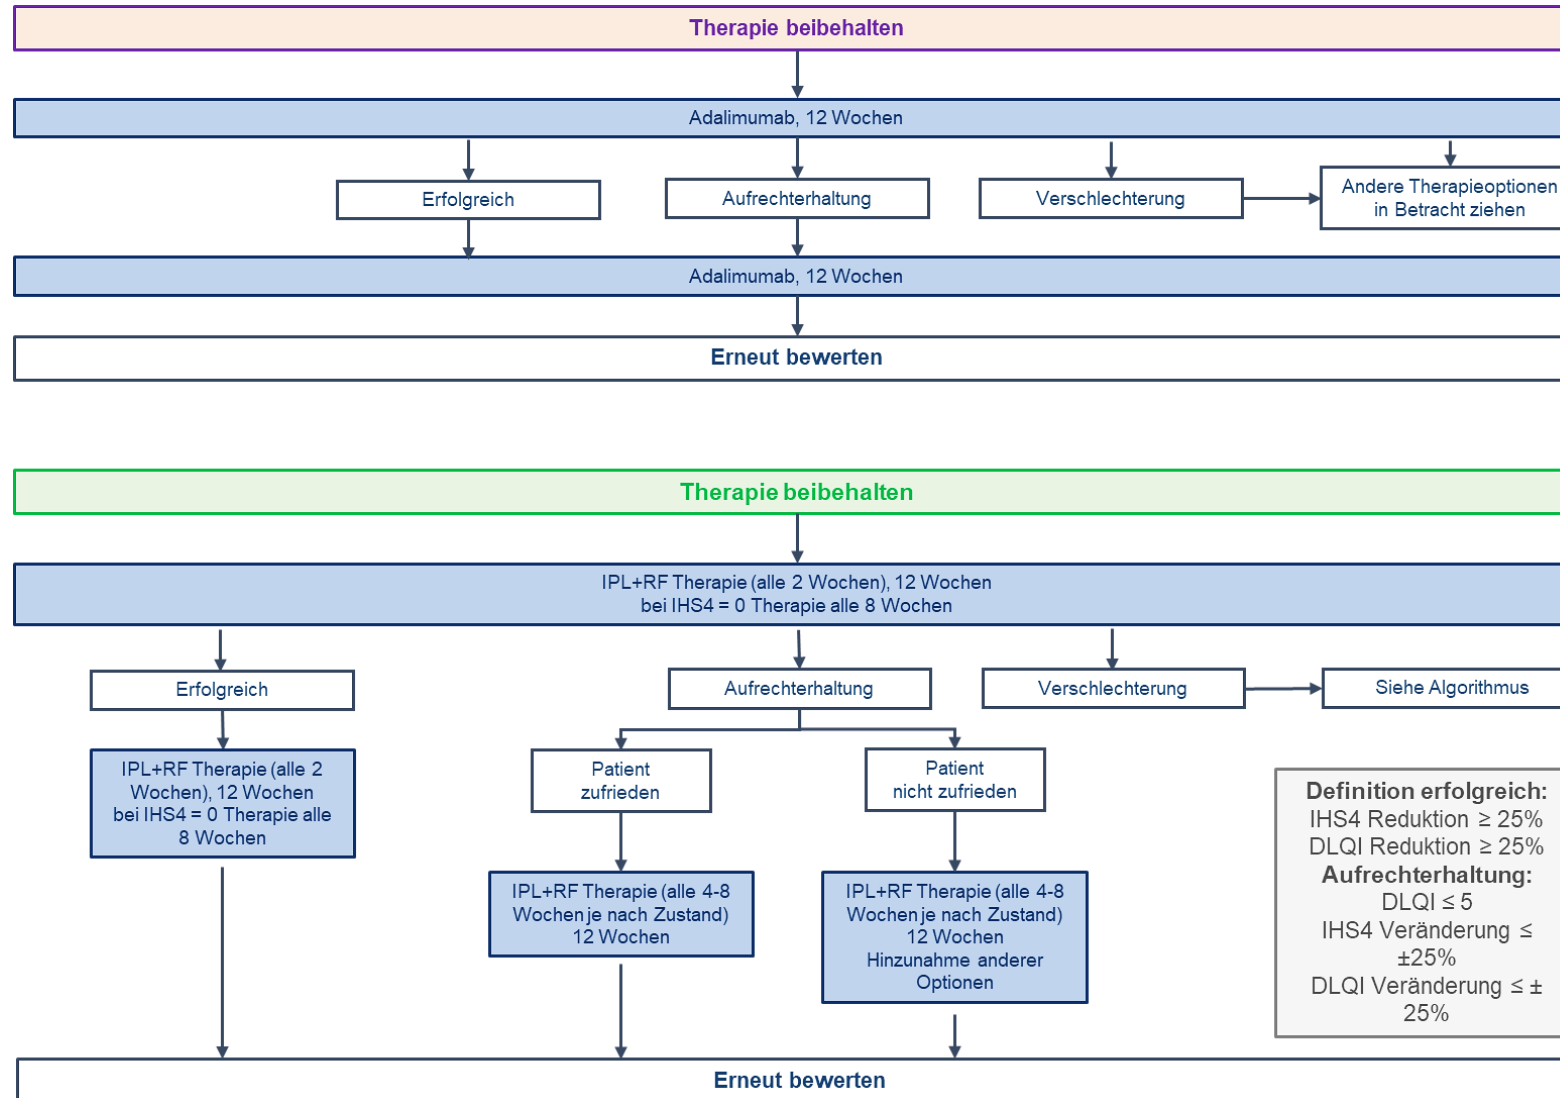 Therapie beibehalten
Adalimumab, 12 Wochen
Erfolgreich
Aufrechterhaltung
Verschlechterung
Andere Therapieoptionen
in Betracht ziehen
Adalimumab, 12 Wochen
Erneut bewerten
Therapie beibehalten
IPL+RF Therapie (alle 2 Wochen), 12 Wochen
bei IHS4 = 0 Therapie alle 8 Wochen
Erfolgreich
Aufrechterhaltung
Verschlechterung
Siehe Algorithmus
IPL+RF Therapie (alle 2
Wochen), 12 Wochen
bei IHS4 = 0 Therapie alle
8 Wochen
Patient
zufrieden
Patient
nicht zufrieden
IPL+RF Therapie (alle 4-8
Wochen je nach Zustand)
12 Wochen
IPL+RF Therapie (alle 4-8
Wochen je nach Zustand)
12 Wochen
Hinzunahme anderer
Optionen
Definition erfolgreich:
IHS4 Reduktion ≥ 25%
DLQI Reduktion ≥ 25%
Aufrechterhaltung:
DLQI ≤ 5
IHS4 Veränderung ≤
±25%
DLQI Veränderung ≤ ±
25%
Erneut bewerten